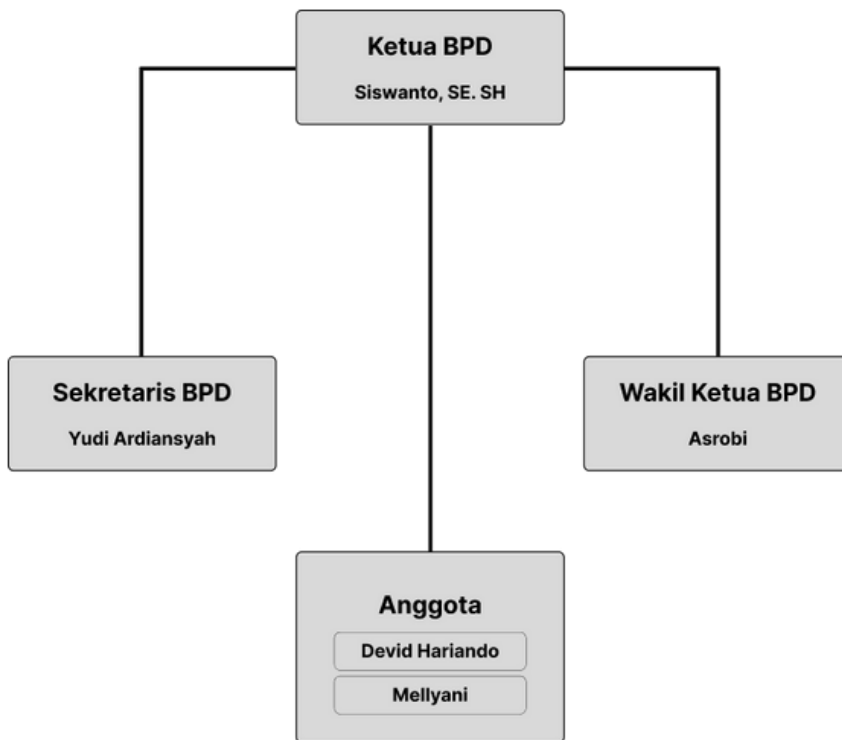 Ketua BPD
Siswanto, SE. SH
Sekretaris BPD
Yudi Ardiansyah
Wakil Ketua BPD
Asrobi
Anggota
Devid Hariando
Mellyani